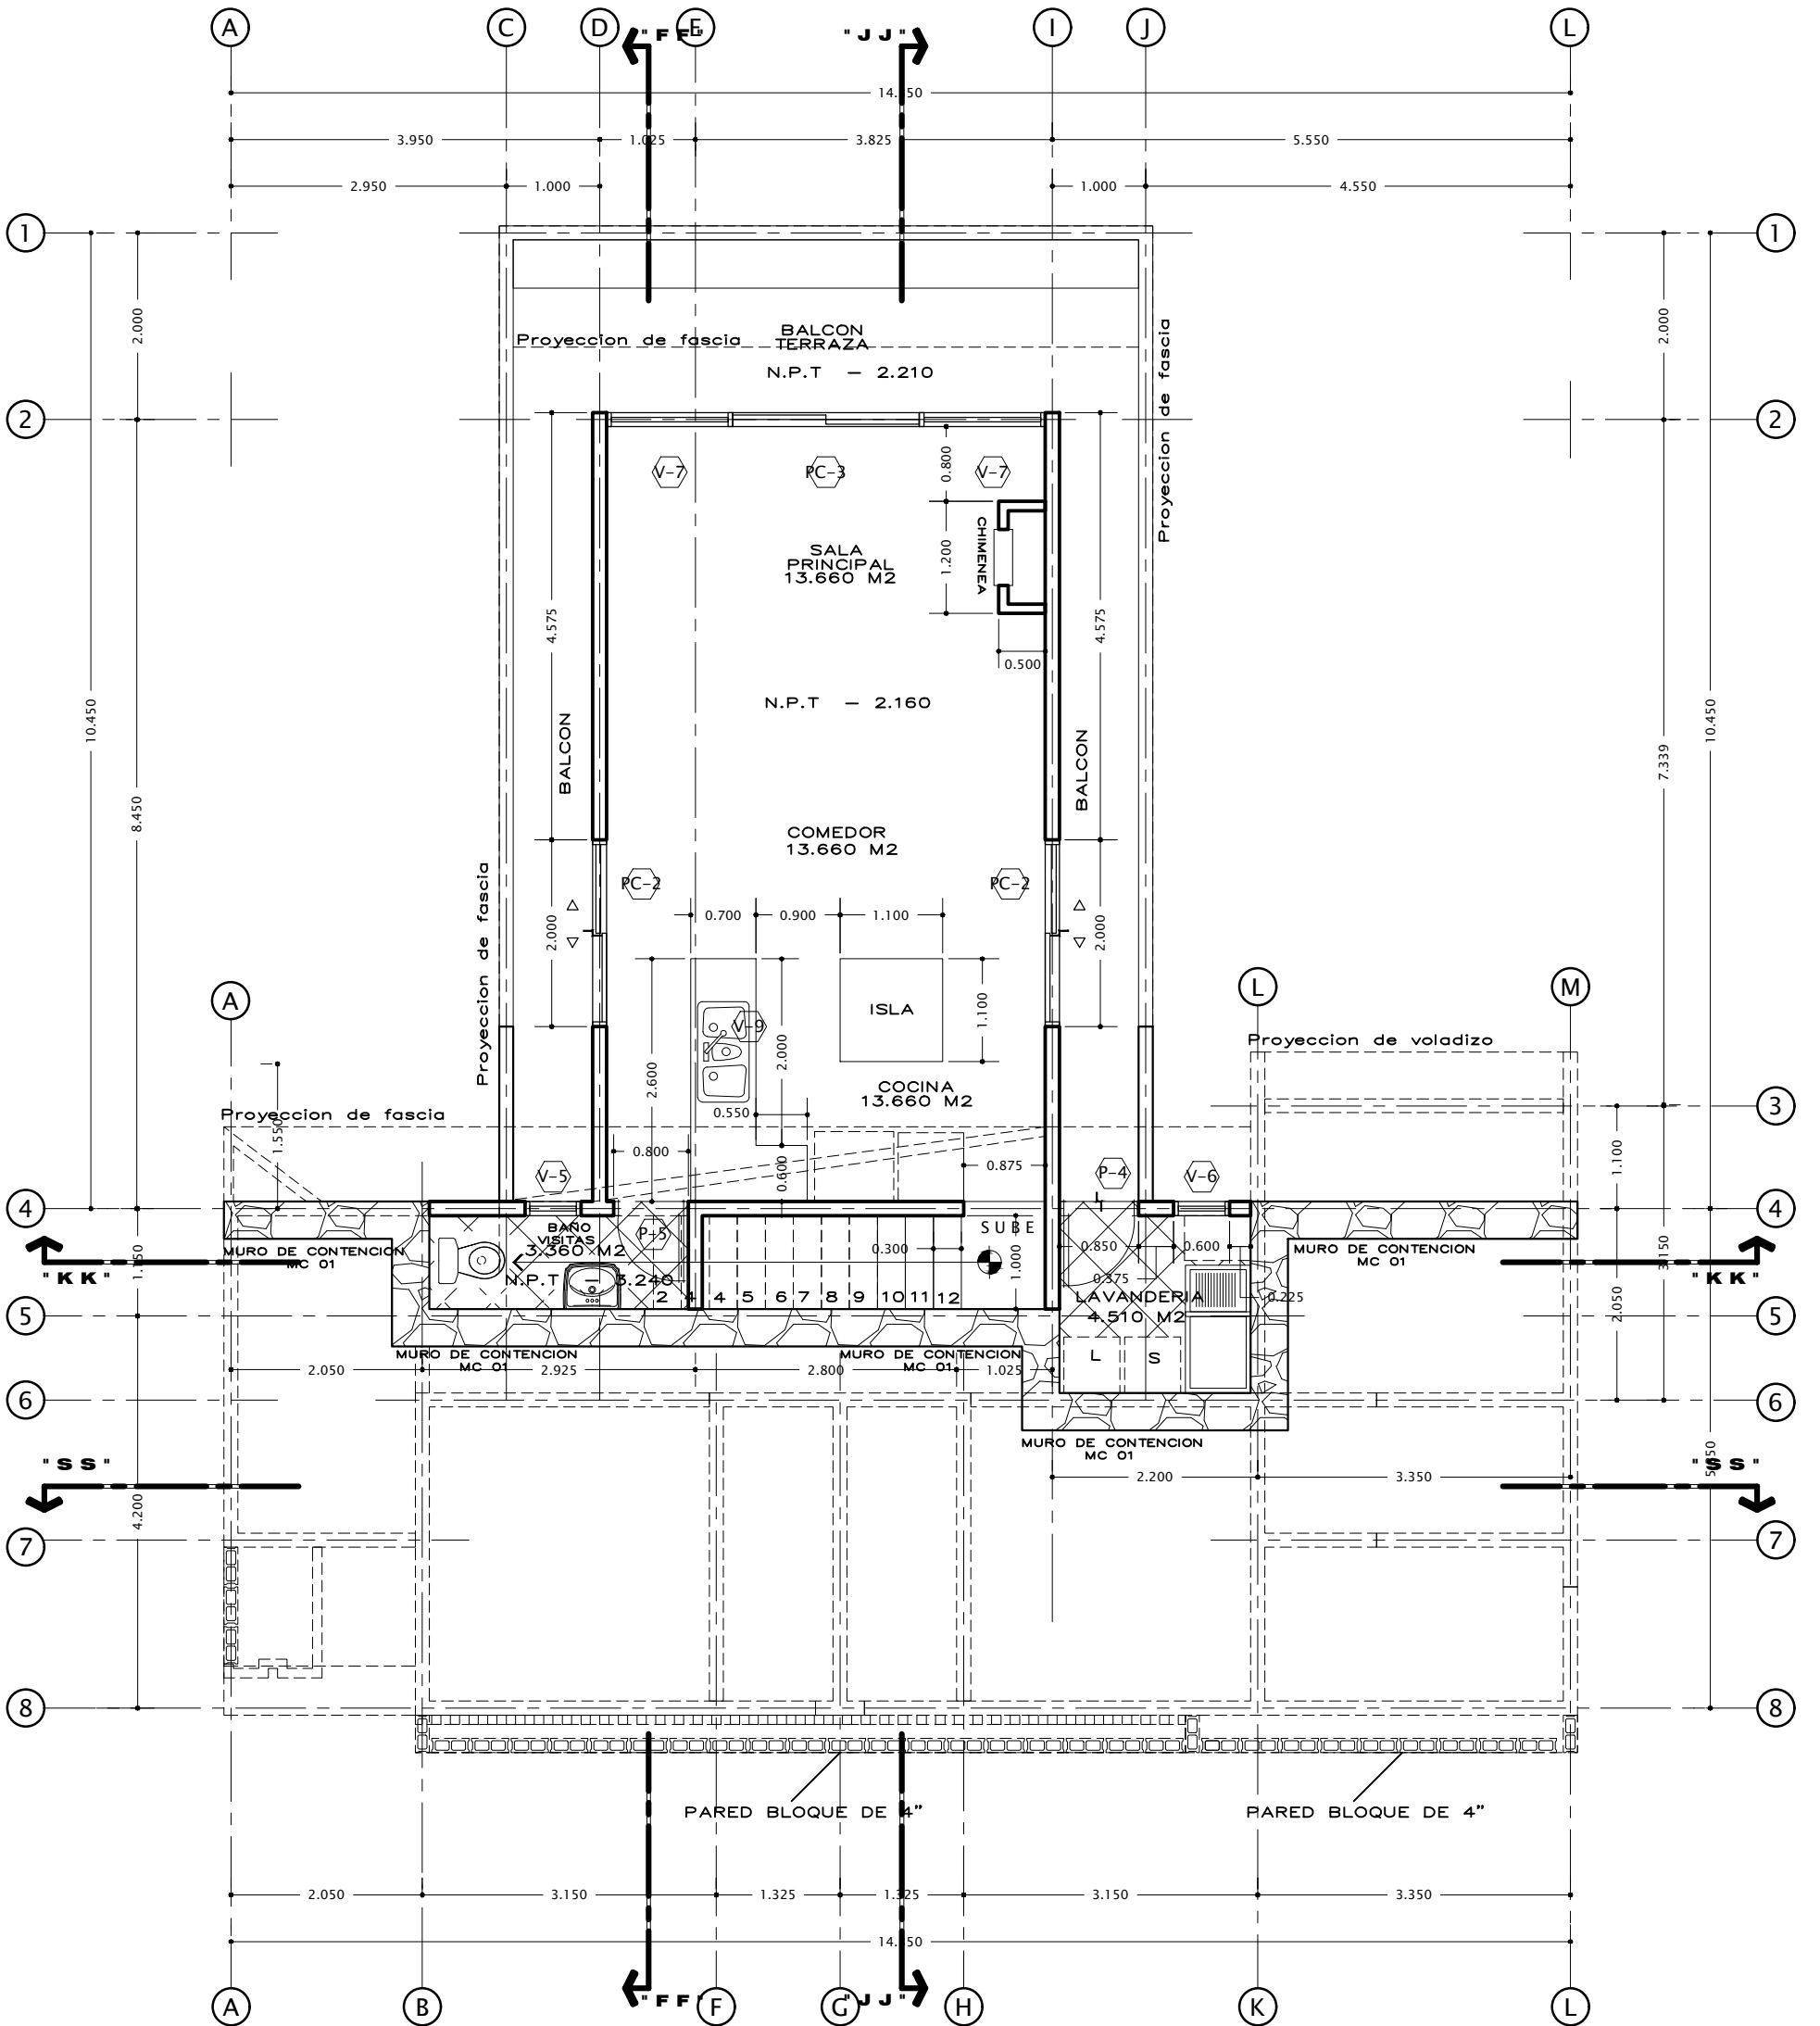 A C D E I J L
"FF" "JJ"
3.950 1.025 3.825 5.550
2.950 1.000 1.000 4.550
1 1
2.000 2.000
BALCON
TERRAZA
Proyeccion de fascia
N.P.T - 2.210
Proyeccion de fascia
2 2
V-7 PC-3 V-7
0.800
CHIMENEA
SALA
PRINCIPAL
13.660 M2
1.200
4.575 4.575
0.500
10.450 N.P.T - 2.160 10.450
BALCON BALCON
7.339
8.450
COMEDOR
13.660 M2
PC-2 PC-2
0.700 0.900 1.100
2.000 2.000
Proyeccion de fascia
A L M
ISLA
1.100
V-9
Proyeccion de voladizo
2.000
2.600
COCINA
13.660 M2
0.550
Proyeccion de fascia
3
1.550
0.800 0.600 0.875
1.100
V-5 P-4 V-6
4 4
BAÑO
VISITAS
3.360 M2
P-5
SUBE
MURO DE CONTENCION
MC 01
0.300 1.000 0.850 0.600
MURO DE CONTENCION
MC 01
1.150 3.150
"KK" "KK"
N.P.T - 3.240
0.375
LAVANDERIA
4.510 M2
0.225
2 4 4 5 6 7 8 9 10 11 12
2.050
5 5
MURO DE CONTENCION
MC 01
MURO DE CONTENCION
MC 01
L S
2.050 2.925 2.800 1.025
6 6
MURO DE CONTENCION
MC 01
"SS" "SS"
2.200 3.350
4.200
7 7
8 8
PARED BLOQUE DE 4" PARED BLOQUE DE 4"
2.050 3.150 1.325 1.325 3.150 3.350
A B F G H K L
"FF" "JJ"